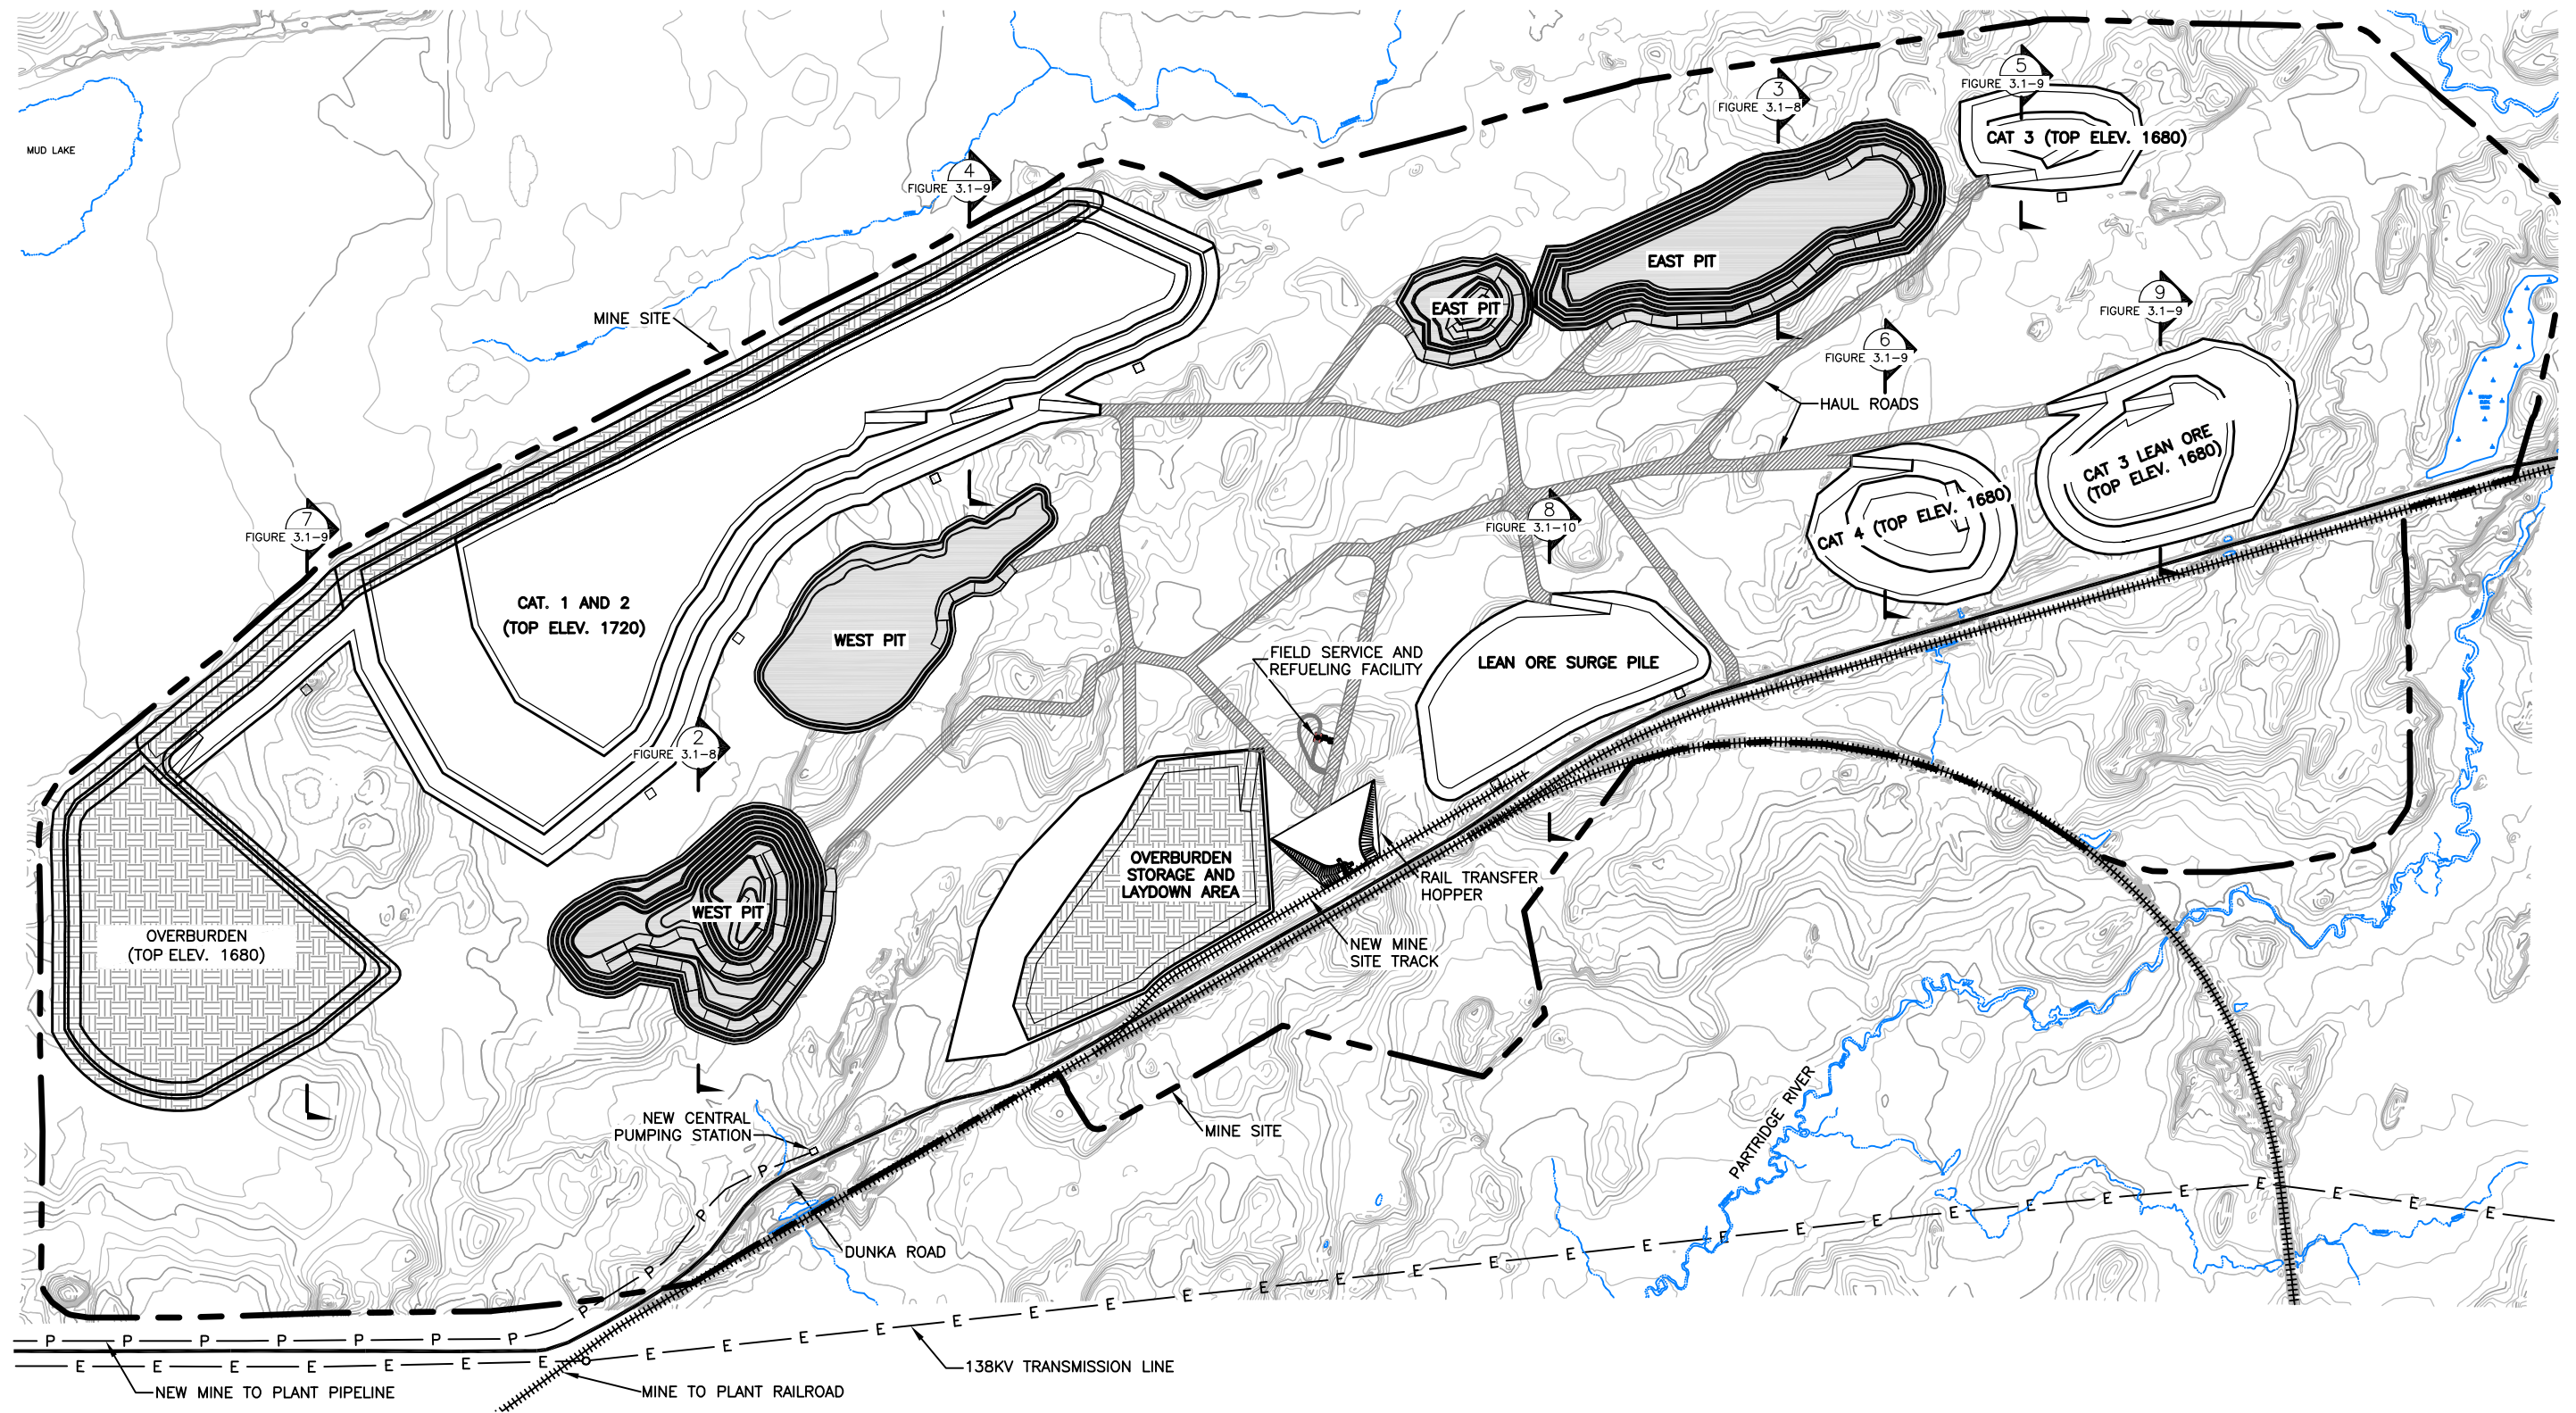 MUD LAKE
5
FIGURE 3.1-9
3
FIGURE 3.1-8
CAT 3 (TOP ELEV. 1680)
4
FIGURE 3.1-9
EAST PIT
EAST PIT
9
FIGURE 3.1-9
MINE SITE
6
FIGURE 3.1-9
HAUL ROADS
CAT 3 LEAN ORE
(TOP ELEV. 1680)
7
FIGURE 3.1-9
8
FIGURE 3.1-10
CAT 4 (TOP ELEV. 1680)
CAT. 1 AND 2
(TOP ELEV. 1720)
WEST PIT
FIELD SERVICE AND
REFUELING FACILITY
LEAN ORE SURGE PILE
2
FIGURE 3.1-8
OVERBURDEN
STORAGE AND
LAYDOWN AREA
RAIL TRANSFER
HOPPER
WEST PIT
OVERBURDEN
(TOP ELEV. 1680)
NEW MINE
SITE TRACK
NEW CENTRAL
PUMPING STATION
MINE SITE
PARTRIDGE RIVER
DUNKA ROAD
P P P P P P P P P P P
E E E E E E E E E E E E E E E E E E E E E E E E E E E E E E E E
138KV TRANSMISSION LINE
NEW MINE TO PLANT PIPELINE
MINE TO PLANT RAILROAD